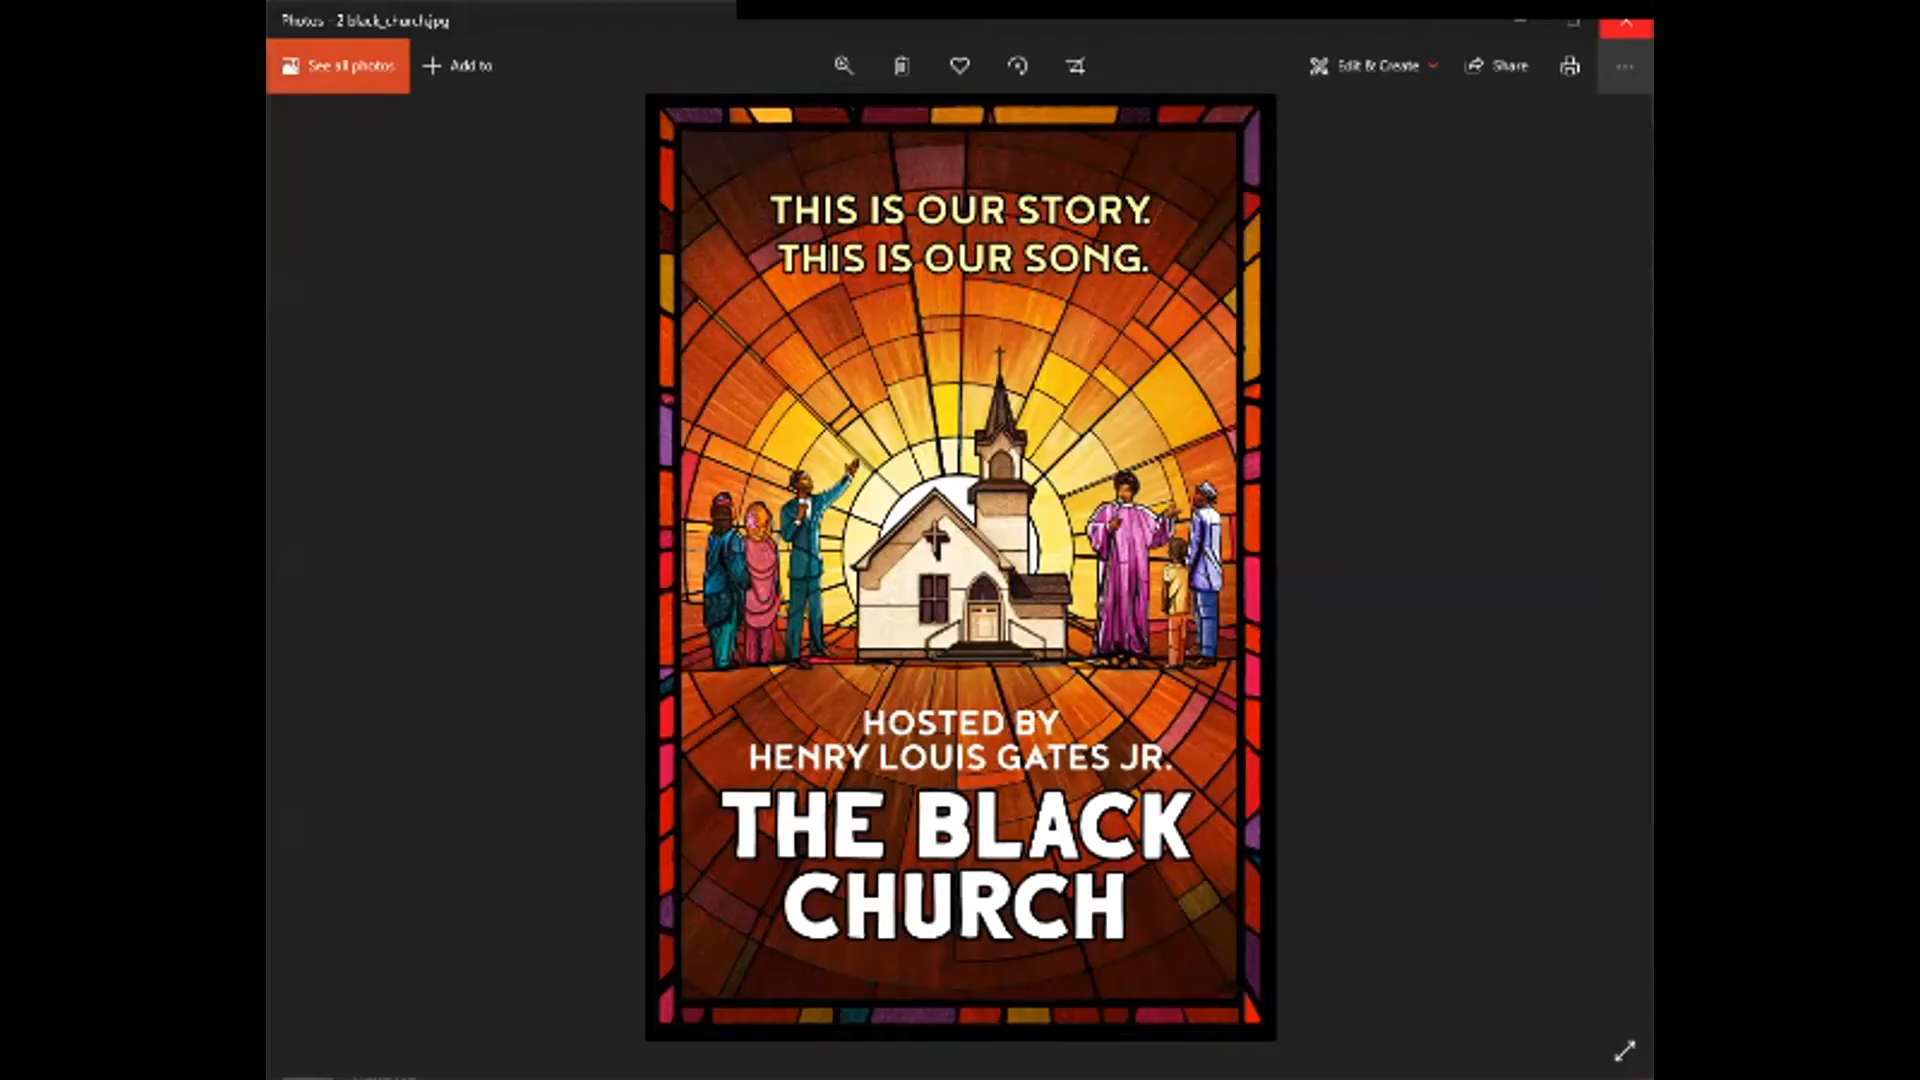 Photos - 2 black_church.jpg
See all photos
Add to
Edit & Create
Share
THIS IS OUR STORY.
THIS IS OUR SONG.
HOSTED BY
HENRY LOUIS GATES JR.
THE BLACK
CHURCH